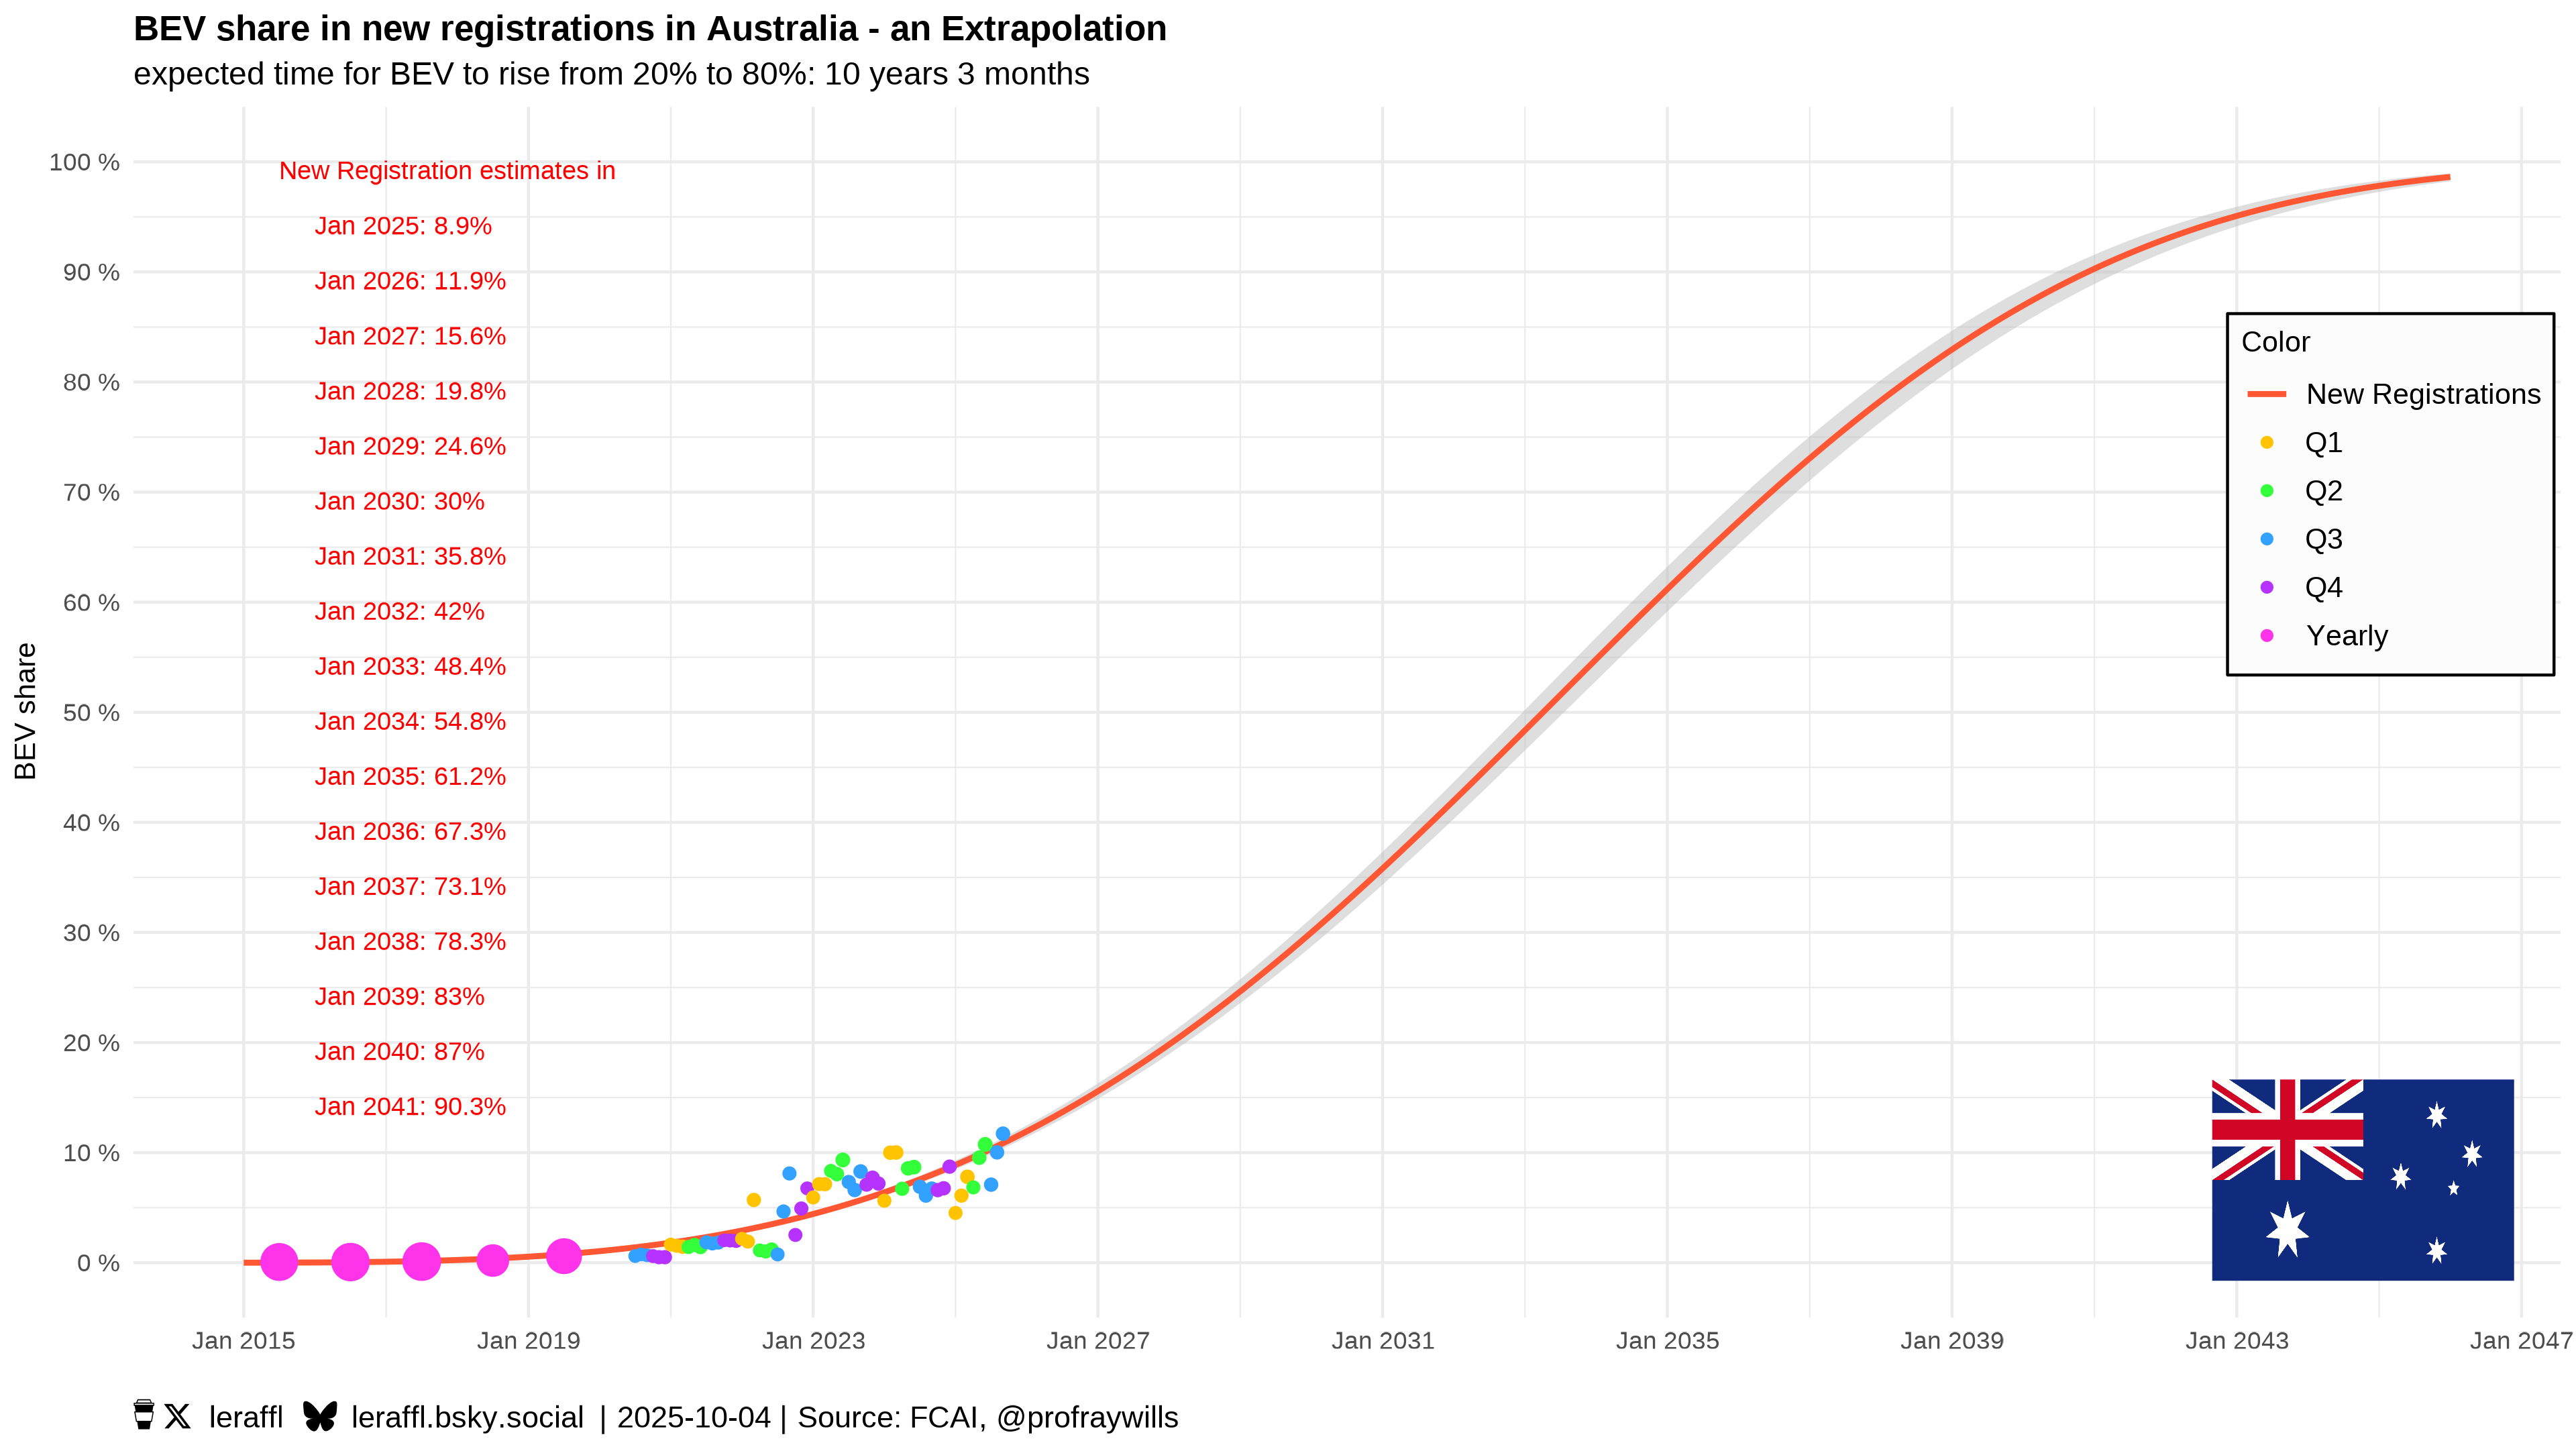 BEV share in new registrations in Australia - an Extrapolation
expected time for BEV to rise from 20% to 80%: 10 years 3 months
BEV share
100 %
90 %
80 %
70 %
60 %
50 %
40 %
30 %
20 %
10 %
0 %
New Registration estimates in
Jan 2025: 8.9%
Jan 2026: 11.9%
Jan 2027: 15.6%
Jan 2028: 19.8%
Jan 2029: 24.6%
Jan 2030: 30%
Jan 2031: 35.8%
Jan 2032: 42%
Jan 2033: 48.4%
Jan 2034: 54.8%
Jan 2035: 61.2%
Jan 2036: 67.3%
Jan 2037: 73.1%
Jan 2038: 78.3%
Jan 2039: 83%
Jan 2040: 87%
Jan 2041: 90.3%
Color
New Registrations
Q1
Q2
Q3
Q4
Yearly
Jan 2015 Jan 2019 Jan 2023 Jan 2027 Jan 2031 Jan 2035 Jan 2039 Jan 2043 Jan 2047
leraffl leraffl.bsky.social | 2025-10-04 | Source: FCAI, @profraywills